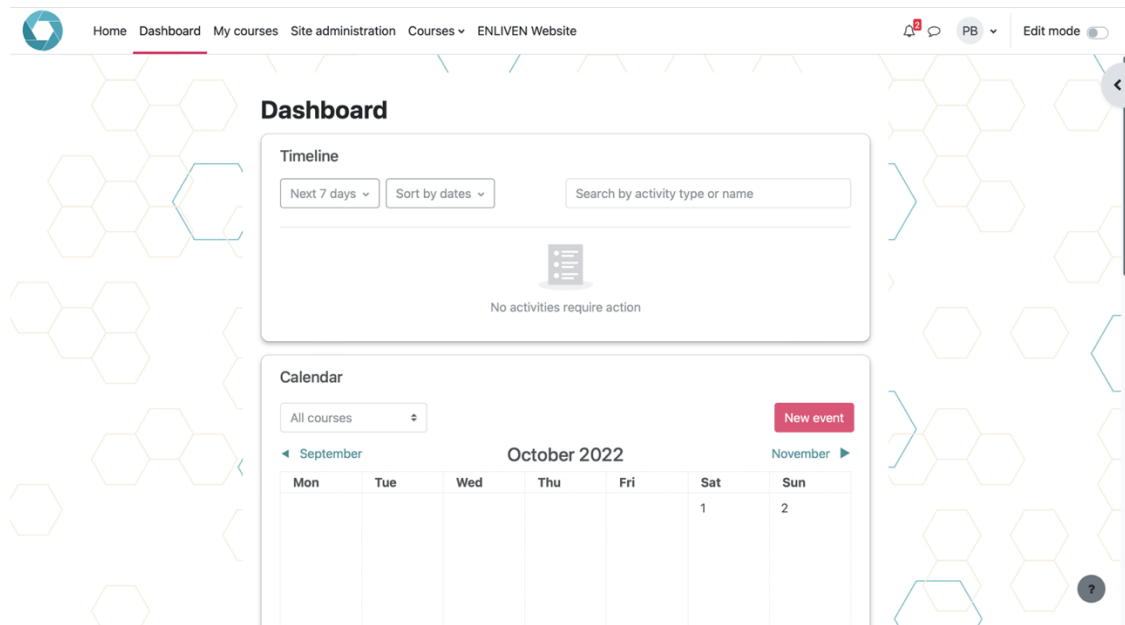 Home Dashboard My courses Site administration Courses ENLIVEN Website 2 PB Edit mode
Dashboard
Timeline
Next 7 days Sort by dates Search by activity type or name
No activities require action
Calendar
All courses New event
September October 2022 November
Mon Tue Wed Thu Fri Sat Sun
1 2
?